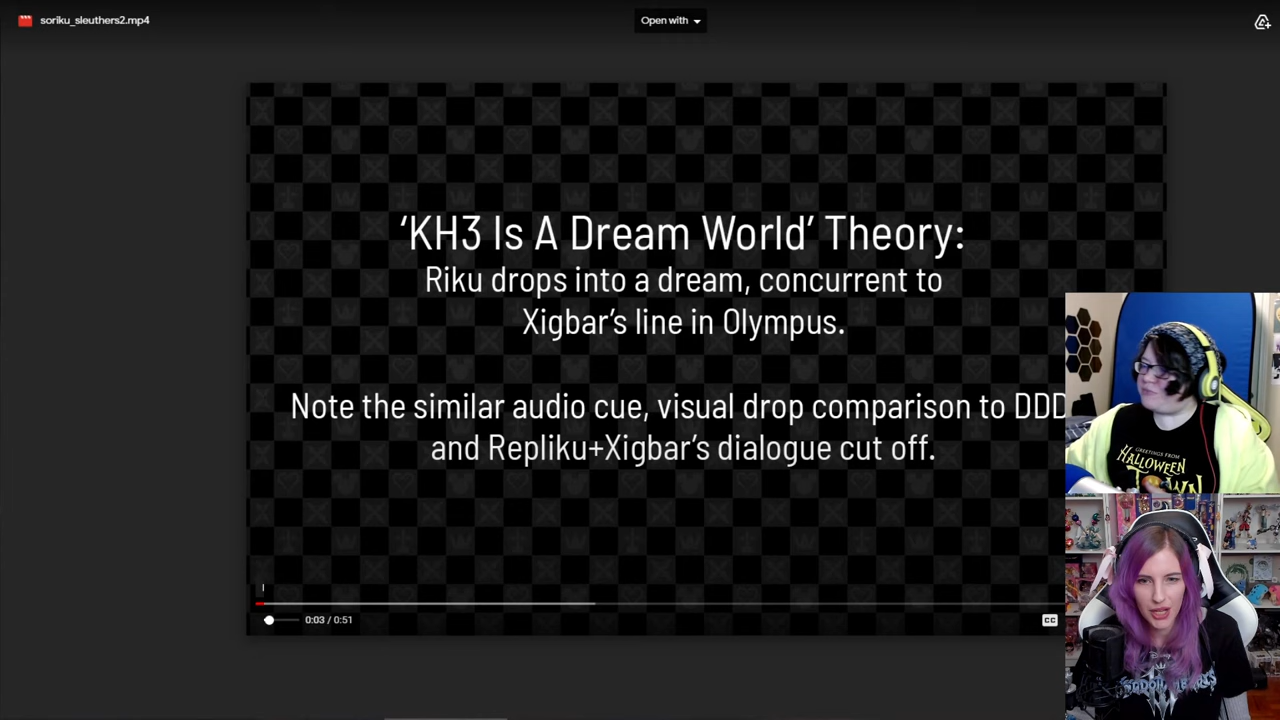 soriku_sleuthers2.mp4
Open with
'KH3 Is A Dream World' Theory:
Riku drops into a dream, concurrent to
Xigbar's line in Olympus.
Note the similar audio cue, visual drop comparison to DDD
and Repliku+Xigbar's dialogue cut off.
GREETINGS FROM
HALLOWEEN
TOWN
0:03 / 0:51
CC